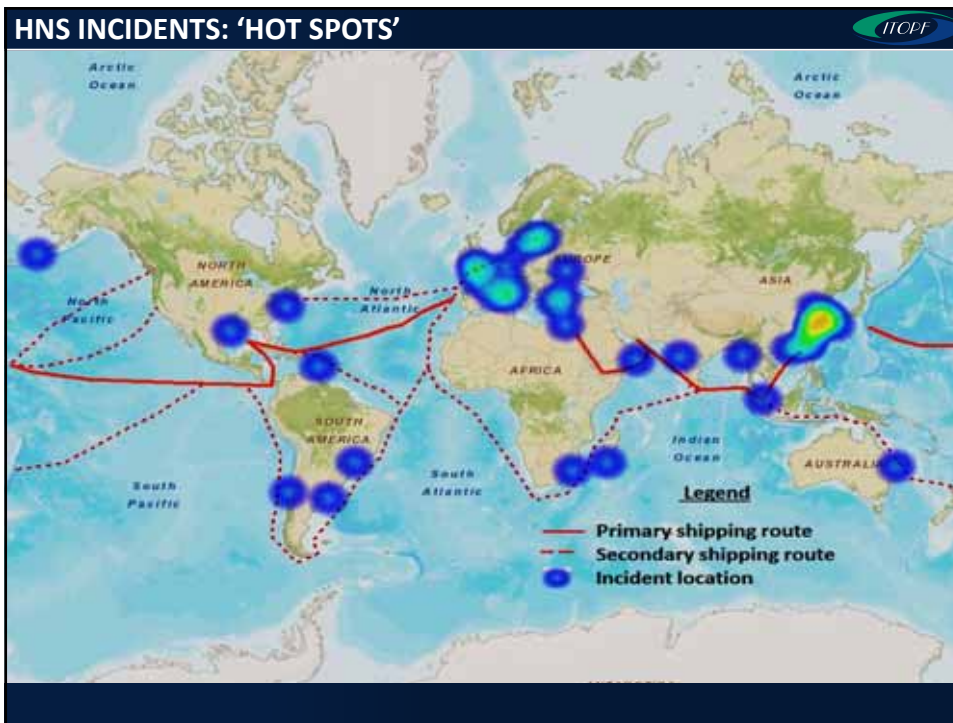 HNS INCIDENTS: ‘HOT SPOTS’
ITOPF
Arctic
Ocean
Arctic
Ocean
NORTH
AMERICA
EUROPE
ASIA
North
Pacific
North
Atlantic
AFRICA
SOUTH
AMERICA
Indian
Ocean
AUSTRALIA
South
Pacific
South
Atlantic
Legend
Primary shipping route
Secondary shipping route
Incident location